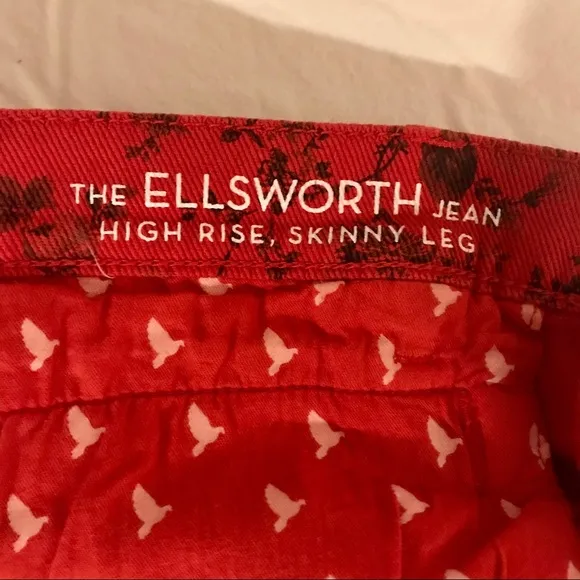 THE ELLSWORTH JEAN
HIGH RISE, SKINNY LEG